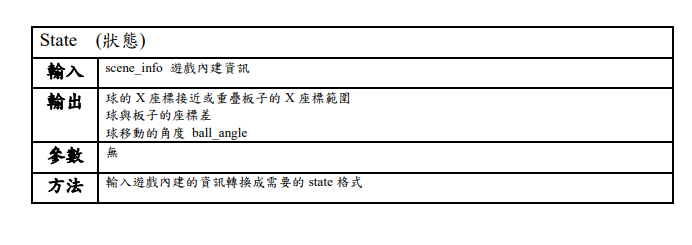 State (狀態)
輸入 scene_info 遊戲內建資訊
輸出 球的 X 座標接近或重疊板子的 X 座標範圍
球與板子的座標差
球移動的角度 ball_angle
參數 無
方法 輸入遊戲內建的資訊轉換成需要的 state 格式